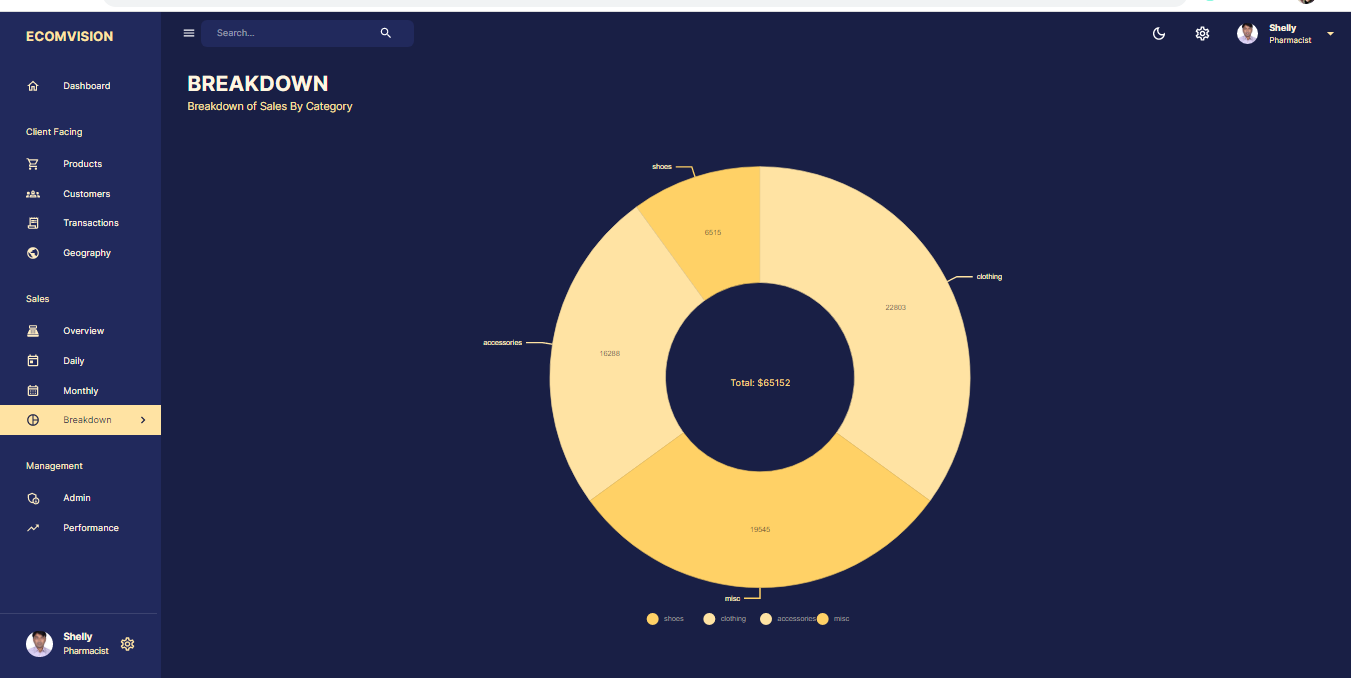 ECOMVISION
Dashboard
Client Facing
Products
Customers
Transactions
Geography
Sales
Overview
Daily
Monthly
Breakdown
Management
Admin
Performance
Shelly
Pharmacist
Search...
Shelly
Pharmacist
BREAKDOWN
Breakdown of Sales By Category
shoes
6515
clothing
22803
accessories
16288
Total: $65152
19545
misc
shoes clothing accessories misc